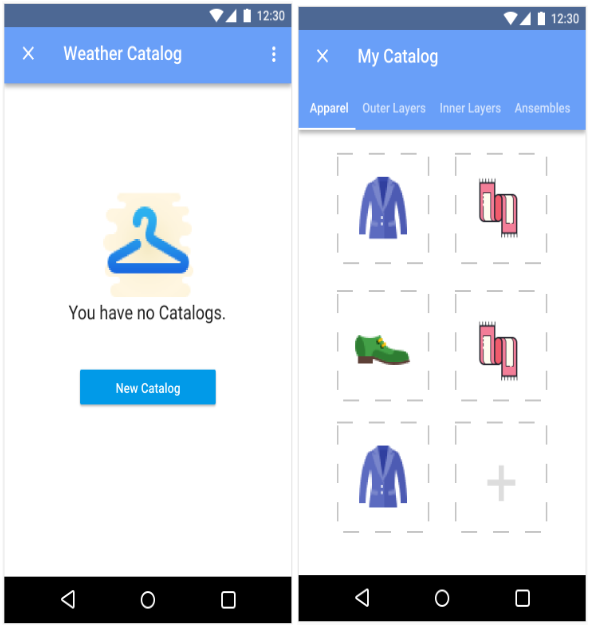 12:30
Weather Catalog
You have no Catalogs.
New Catalog
12:30
My Catalog
Apparel Outer Layers Inner Layers Ansembles